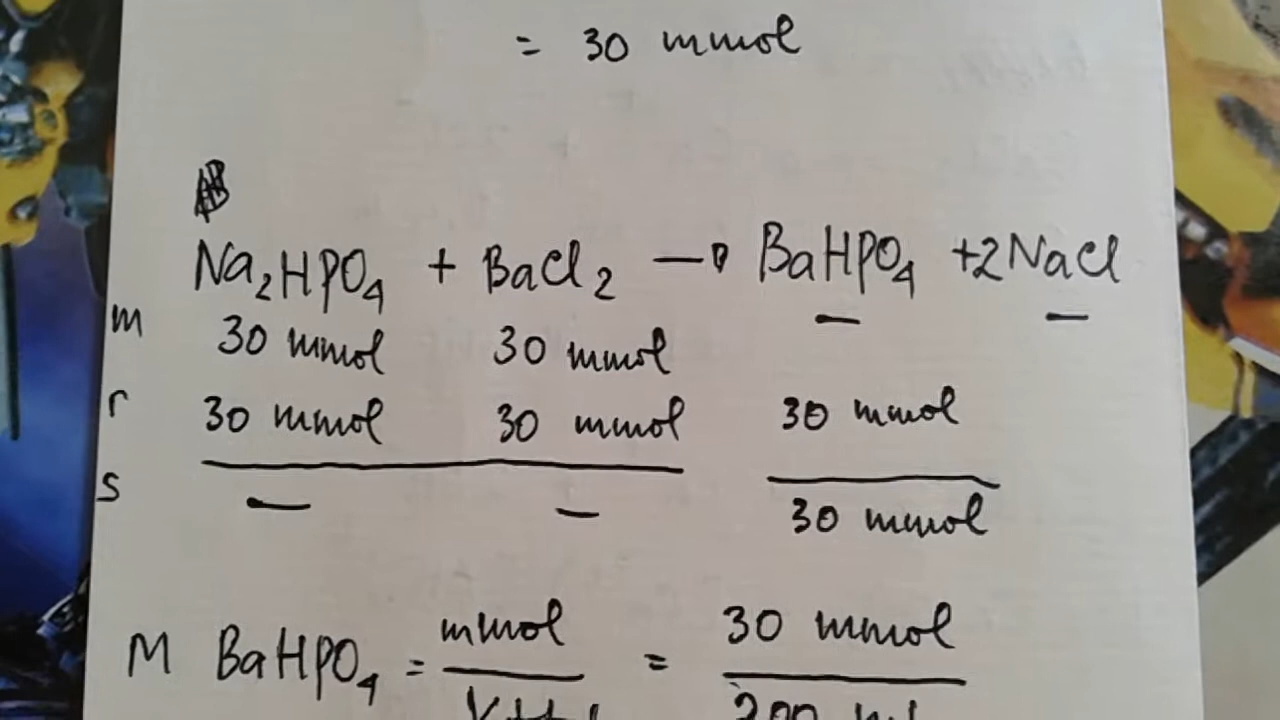 = 30 mmol
Na₂HPO₄ + BaCl₂ → BaHPO₄ + 2NaCl
m 30 mmol 30 mmol — —
r 30 mmol 30 mmol 30 mmol
s — — 30 mmol
M BaHPO₄ = mmol = 30 mmol